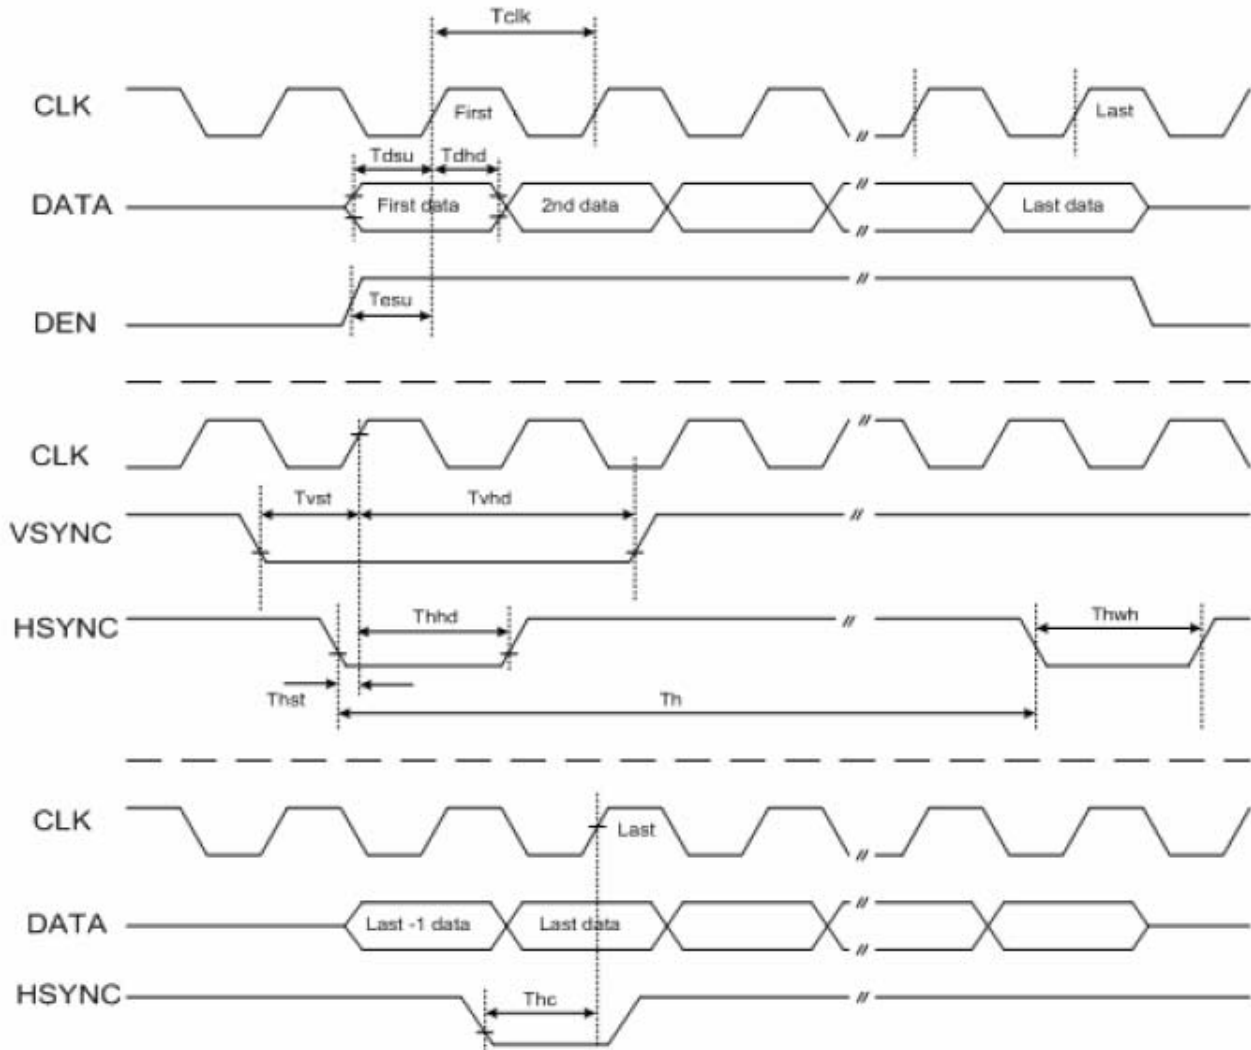 Tclk
CLK
First
Last
Tdsu
Tdhd
DATA
First data
2nd data
Last data
DEN
Tesu
CLK
Tvst
Tvhd
VSYNC
HSYNC
Thhd
Thwh
Thst
Th
CLK
Last
DATA
Last -1 data
Last data
HSYNC
Thc